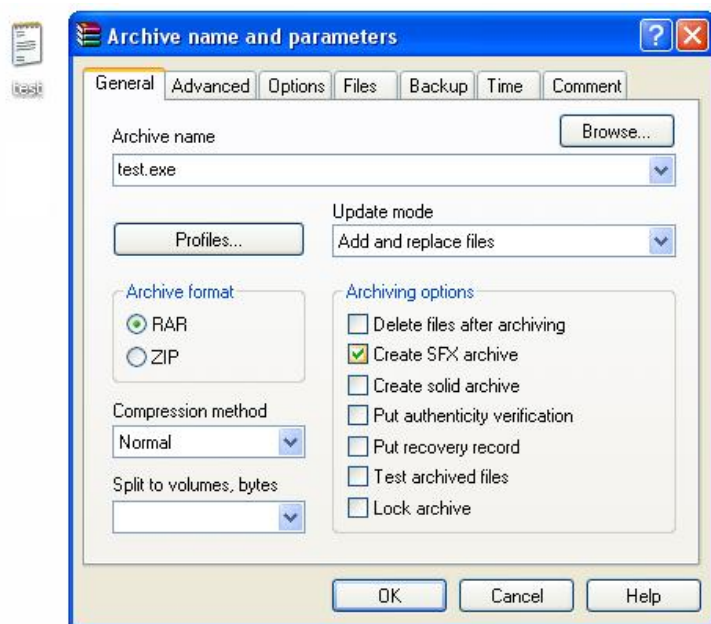 test
Archive name and parameters
General Advanced Options Files Backup Time Comment
Archive name
Browse...
test.exe
Update mode
Profiles...
Add and replace files
Archive format
RAR
ZIP
Archiving options
Delete files after archiving
Create SFX archive
Create solid archive
Put authenticity verification
Put recovery record
Test archived files
Lock archive
Compression method
Normal
Split to volumes, bytes
OK Cancel Help